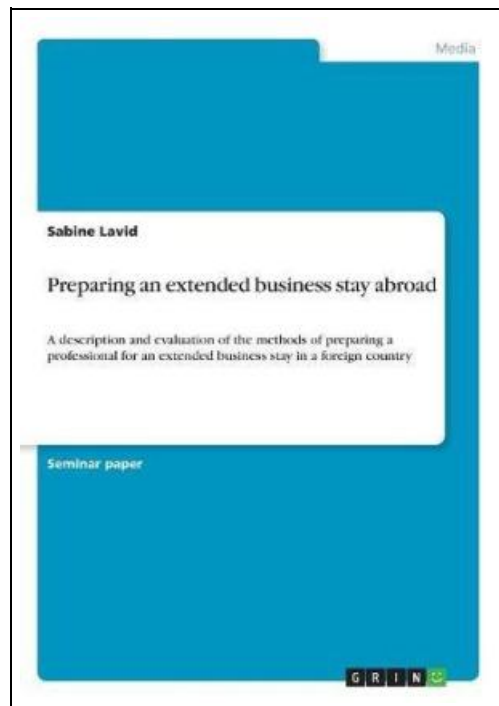 Media
Sabine Lavid
Preparing an extended business stay abroad
A description and evaluation of the methods of preparing a
professional for an extended business stay in a foreign country
Seminar paper
GRIN